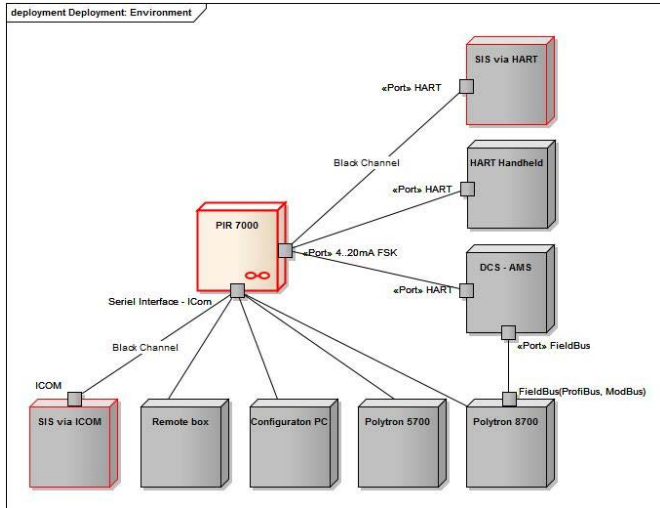 deployment Deployment: Environment
SIS via HART
«Port» HART
Black Channel
HART Handheld
«Port» HART
PIR 7000
«Port» 4..20mA FSK
DCS - AMS
«Port» HART
Seriel Interface - ICom
Black Channel
«Port» FieldBus
ICOM
FieldBus(ProfiBus, ModBus)
SIS via ICOM
Remote box
Configuraton PC
Polytron 5700
Polytron 8700